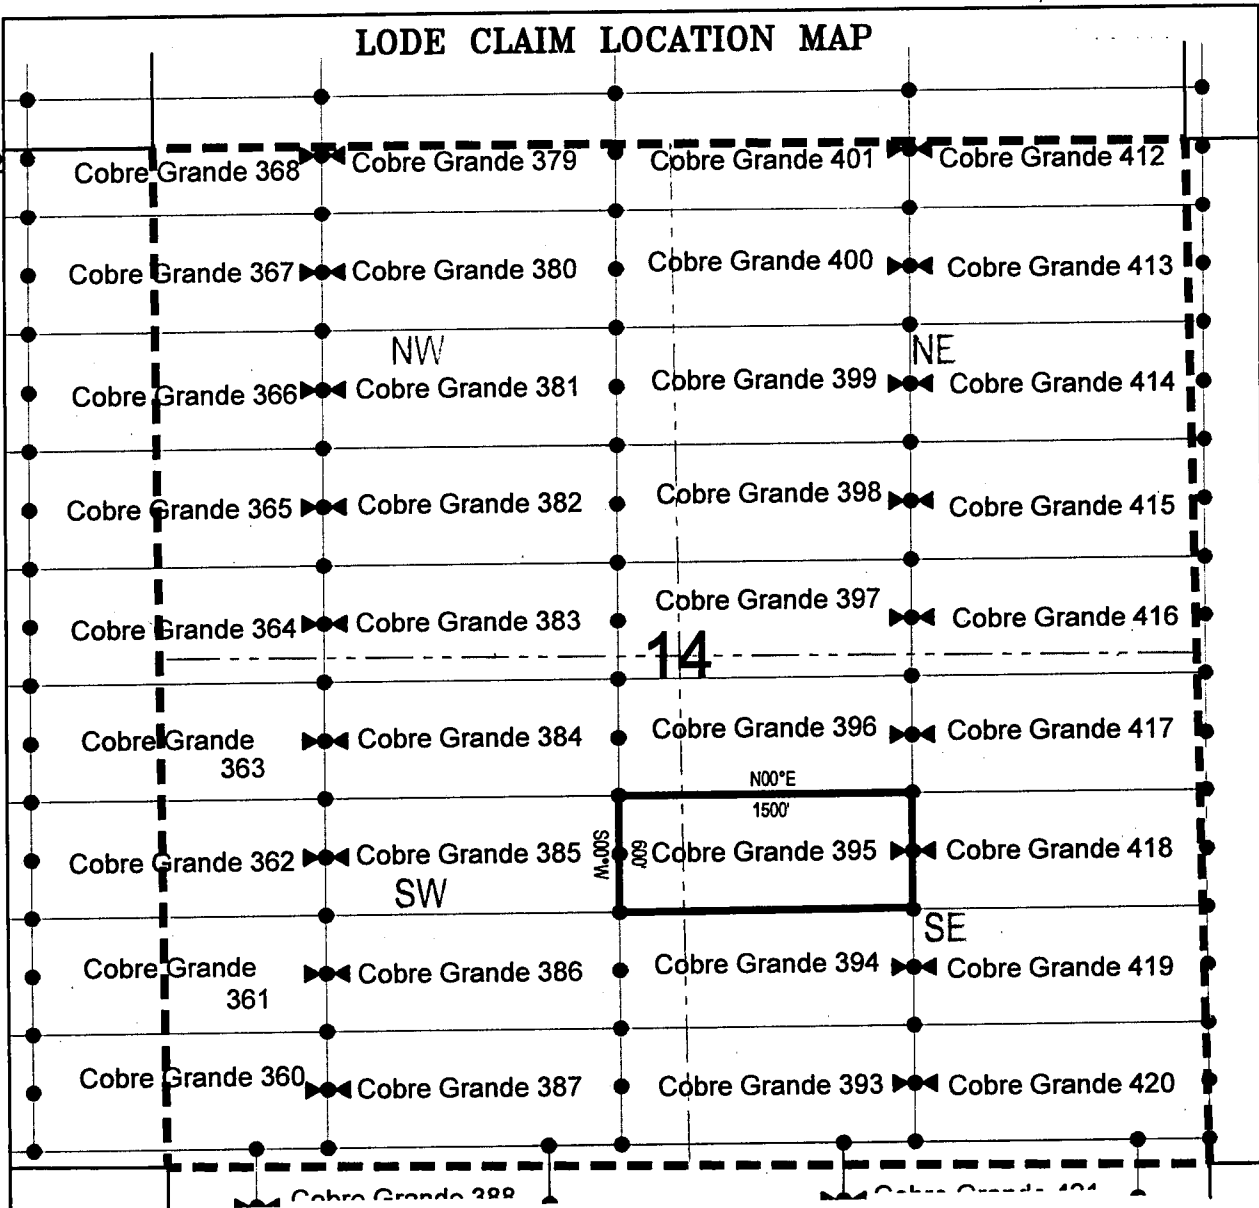 LODE CLAIM LOCATION MAP
Cobre Grande 368 Cobre Grande 379 Cobre Grande 401 Cobre Grande 412
Cobre Grande 367 Cobre Grande 380 Cobre Grande 400 Cobre Grande 413
NW NE
Cobre Grande 366 Cobre Grande 381 Cobre Grande 399 Cobre Grande 414
Cobre Grande 365 Cobre Grande 382 Cobre Grande 398 Cobre Grande 415
Cobre Grande 364 Cobre Grande 383 Cobre Grande 397 Cobre Grande 416
14
Cobre Grande 384 Cobre Grande 396 Cobre Grande 417
Cobre Grande
363
N00°E
1500'
S00°W
600'
Cobre Grande 362 Cobre Grande 385 Cobre Grande 395 Cobre Grande 418
SW SE
Cobre Grande 386 Cobre Grande 394 Cobre Grande 419
Cobre Grande
361
Cobre Grande 360 Cobre Grande 387 Cobre Grande 393 Cobre Grande 420
Cobre Grande 388